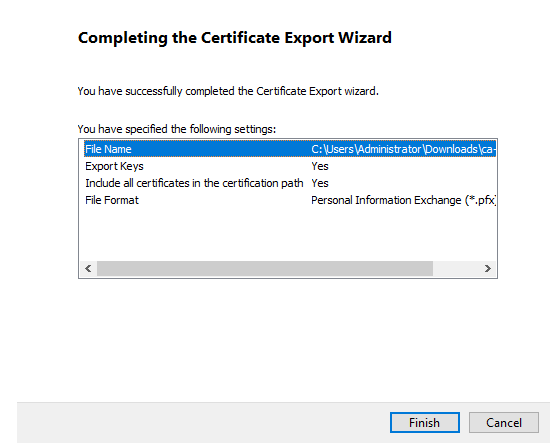 Completing the Certificate Export Wizard
You have successfully completed the Certificate Export wizard.
You have specified the following settings:
File Name C:\Users\Administrator\Downloads\ca-
Export Keys Yes
Include all certificates in the certification path Yes
File Format Personal Information Exchange (*.pfx)
Finish Cancel